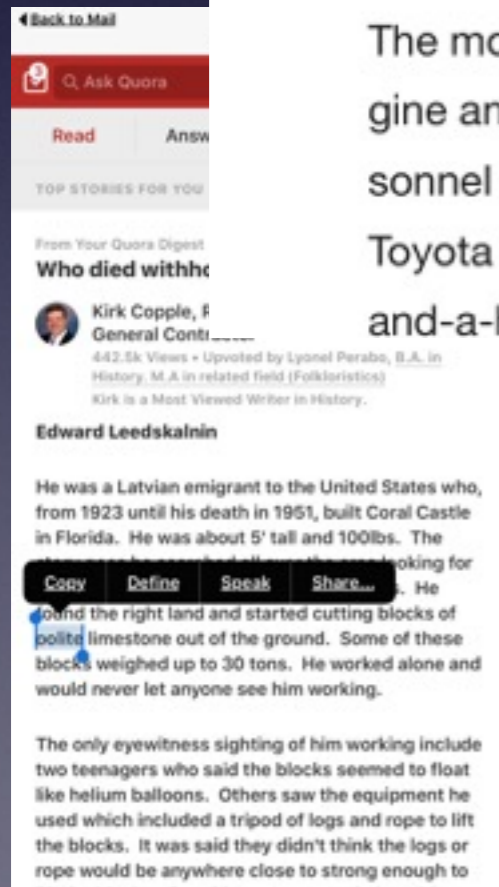 Back to Mail
3
Ask Quora
Read Answ
TOP STORIES FOR YOU
From Your Quora Digest
Who died withho
Kirk Copple, 
General Contractor
442.5k Views • Upvoted by Lyonel Perabo, B.A. in
History. M.A in related field (Folkloristics)
Kirk is a Most Viewed Writer in History.
Edward Leedskalnin
He was a Latvian emigrant to the United States who,
from 1923 until his death in 1951, built Coral Castle
in Florida. He was about 5' tall and 100lbs. The
looking for
Copy Define Speak Share...
He
found the right land and started cutting blocks of
oolite limestone out of the ground. Some of these
blocks weighed up to 30 tons. He worked alone and
would never let anyone see him working.
The only eyewitness sighting of him working include
two teenagers who said the blocks seemed to float
like helium balloons. Others saw the equipment he
used which included a tripod of logs and rope to lift
the blocks. It was said they didn't think the logs or
rope would be anywhere close to strong enough to
The mo
gine an
sonnel
Toyota
and-a-